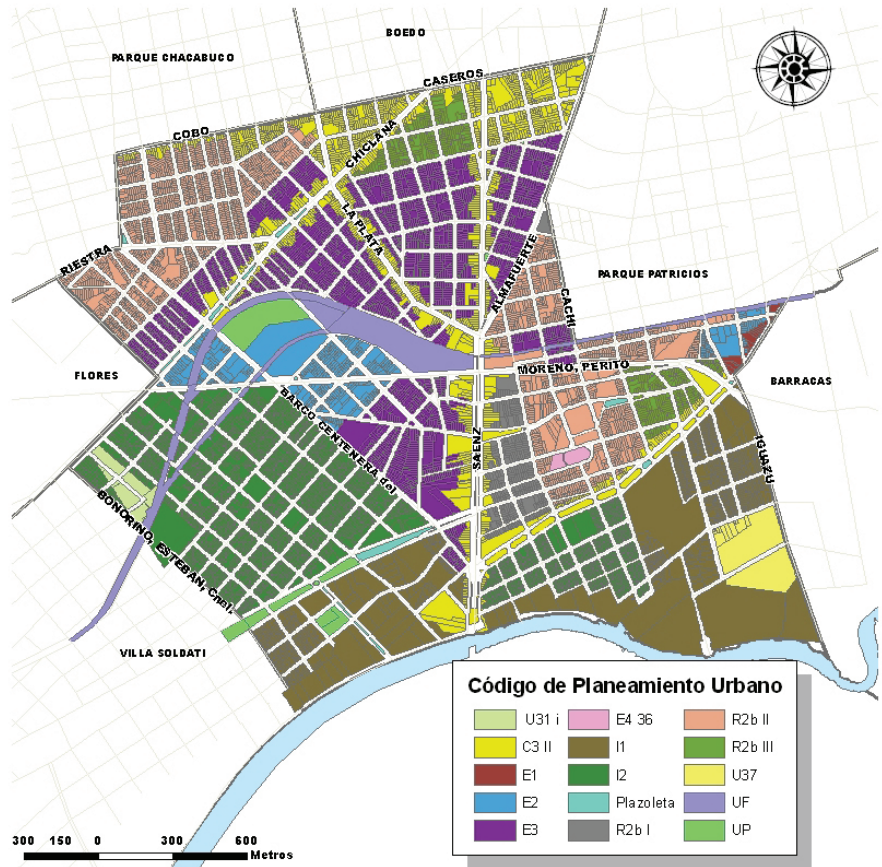 BOEDO
PARQUE CHACABUCO
CASEROS
COBO
CHICLANA
LA PLATA
RIESTRA
ALMAFUERTE
PARQUE PATRICIOS
CACHI
FLORES
MORENO, PERITO
BARRACAS
BARCO CENTENERA del
SAENZ
IGUAZU
BONORINO, ESTEBAN, Cnel.
VILLA SOLDATI
Código de Planeamiento Urbano
U31 i
E4 36
R2b II
C3 II
I1
R2b III
E1
I2
U37
E2
Plazoleta
UF
E3
R2b I
UP
300 150 0 300 600
Metros